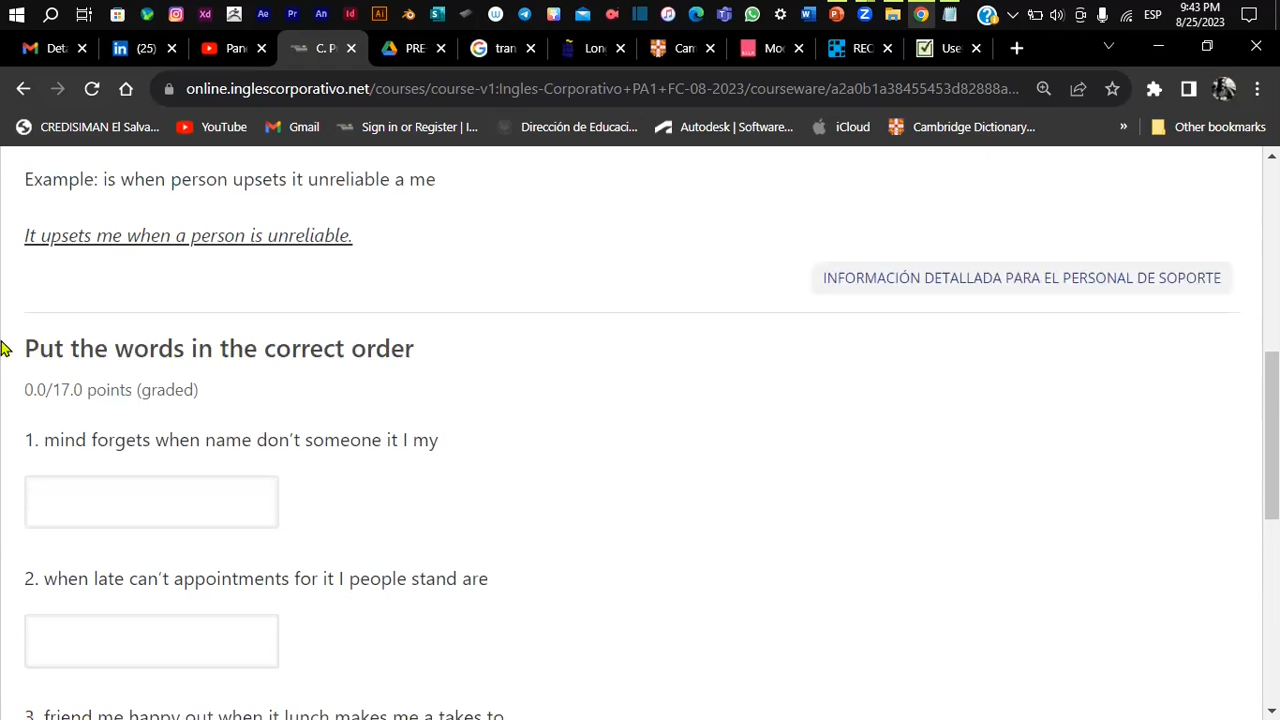 9:43 PM
ESP
8/25/2023
Deta
(25)
Pan
C. P
PRE
tran
Lon
Cam
Moo
REC
Use
online.inglescorporativo.net/courses/course-v1:Ingles-Corporativo+PA1+FC-08-2023/courseware/a2a0b1a38455453d82888a...
CREDISIMAN El Salva...
YouTube
Gmail
Sign in or Register | I...
Dirección de Educaci...
Autodesk | Software...
iCloud
Cambridge Dictionary...
»
Other bookmarks
Example: is when person upsets it unreliable a me
It upsets me when a person is unreliable.
INFORMACIÓN DETALLADA PARA EL PERSONAL DE SOPORTE
Put the words in the correct order
0.0/17.0 points (graded)
1. mind forgets when name don't someone it I my
2. when late can't appointments for it I people stand are
3. friend me happy out when it lunch makes me a takes to